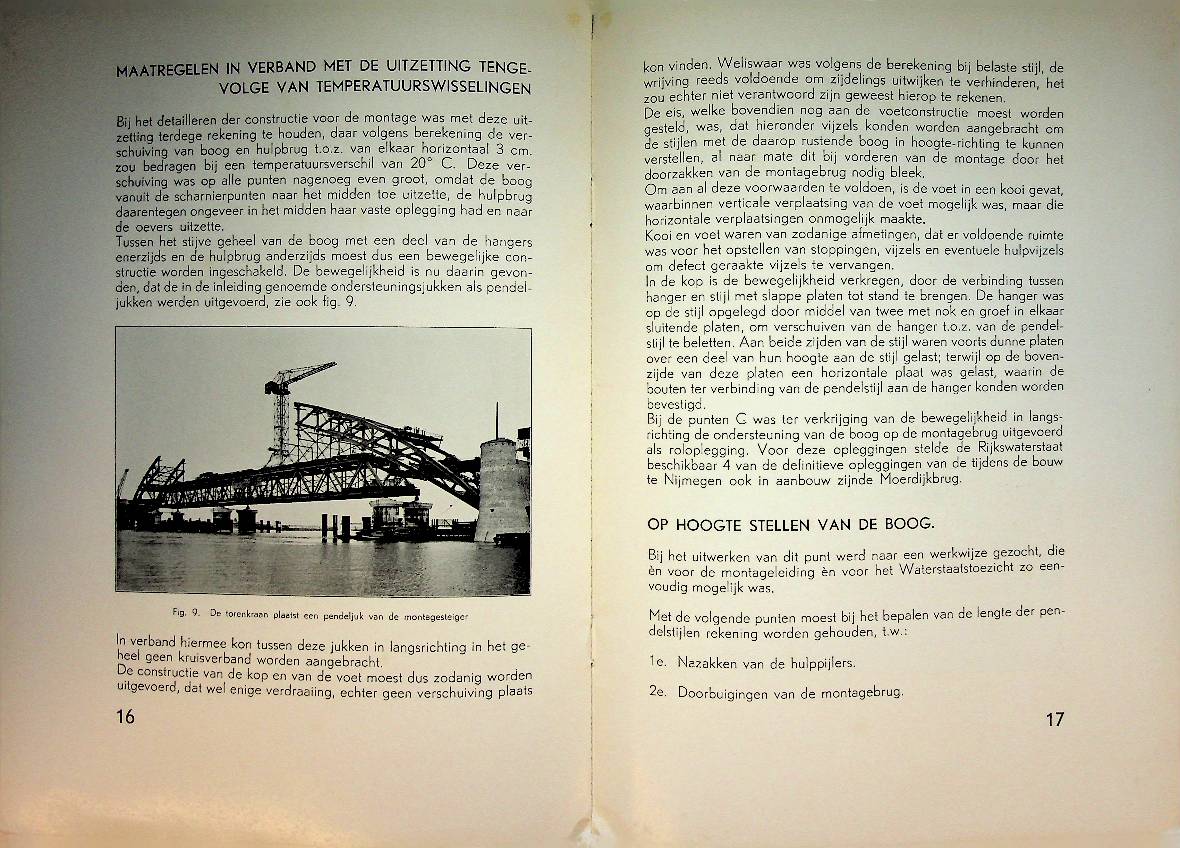 MAATREGELEN IN VERBAND MET DE UITZETTING TENGE-
VOLGE VAN TEMPERATUURSWISSELINGEN
Bij het detailleren der constructie voor de montage was met deze uit-
zetting terdege rekening te houden, daar volgens berekening de ver-
schuiving van boog en hulpbrug t.o.z. van elkaar horizontaal 3 cm.
zou bedragen bij een temperatuursverschil van 20° C. Deze ver-
schuiving was op alle punten nagenoeg even groot, omdat de boog
vanuit de scharnierpunten naar het midden toe uitzette, de hulpbrug
daarentegen ongeveer in het midden haar vaste oplegging had en naar
de oevers uitzette.
Tussen het stijve geheel van de boog met een deel van de hangers
enerzijds en de hulpbrug anderzijds moest dus een bewegelijke con-
structie worden ingeschakeld. De bewegelijkheid is nu daarin gevon-
den, dat de in de inleiding genoemde ondersteuningsjukken als pendel-
jukken werden uitgevoerd, zie ook fig. 9.
Fig. 9. De torenkraan plaatst een pendeljuk van de montagesteiger
In verband hiermee kon tussen deze jukken in langsrichting in het ge-
heel geen kruisverband worden aangebracht.
De constructie van de kop en van de voet moest dus zodanig worden
uitgevoerd, dat wel enige verdraaiing, echter geen verschuiving plaats
16
kon vinden. Weliswaar was volgens de berekening bij belaste stijl, de
wrijving reeds voldoende om zijdelings uitwijken te verhinderen, het
zou echter niet verantwoord zijn geweest hierop te rekenen.
De eis, welke bovendien nog aan de voetconstructie moest worden
gesteld, was, dat hieronder vijzels konden worden aangebracht om
de stijlen met de daarop rustende boog in hoogte-richting te kunnen
verstellen, al naar mate dit bij vorderen van de montage door het
doorzakken van de montagebrug nodig bleek.
Om aan al deze voorwaarden te voldoen, is de voet in een kooi gevat,
waarbinnen verticale verplaatsing van de voet mogelijk was, maar die
horizontale verplaatsingen onmogelijk maakte.
Kooi en voet waren van zodanige afmetingen, dat er voldoende ruimte
was voor het opstellen van stoppingen, vijzels en eventuele hulpvijzels
om defect geraakte vijzels te vervangen.
In de kop is de bewegelijkheid verkregen, door de verbinding tussen
hanger en stijl met slappe platen tot stand te brengen. De hanger was
op de stijl opgelegd door middel van twee met nok en groef in elkaar
sluitende platen, om verschuiven van de hanger t.o.z. van de pendel-
stijl te beletten. Aan beide zijden van de stijl waren voorts dunne platen
over een deel van hun hoogte aan de stijl gelast; terwijl op de boven-
zijde van deze platen een horizontale plaat was gelast, waarin de
bouten ter verbinding van de pendelstijl aan de hanger konden worden
bevestigd.
Bij de punten C was ter verkrijging van de bewegelijkheid in langs-
richting de ondersteuning van de boog op de montagebrug uitgevoerd
als roloplegging. Voor deze opleggingen stelde de Rijkswaterstaat
beschikbaar 4 van de definitieve opleggingen van de tijdens de bouw
te Nijmegen ook in aanbouw zijnde Moerdijkbrug.
OP HOOGTE STELLEN VAN DE BOOG.
Bij het uitwerken van dit punt werd naar een werkwijze gezocht, die
èn voor de montageleiding èn voor het Waterstaatstoezicht zo een-
voudig mogelijk was.
Met de volgende punten moest bij het bepalen van de lengte der pen-
delstijlen rekening worden gehouden, t.w.:
1e. Nazakken van de hulppijlers.
2e. Doorbuigingen van de montagebrug.
17